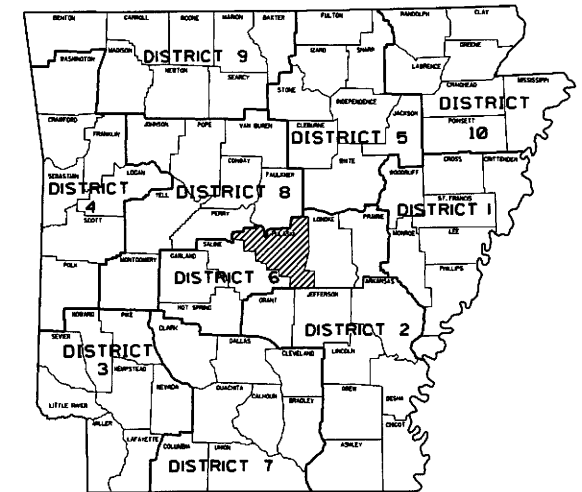 BENTON CARROLL BOONE MARION BAXTER FULTON RANDOLPH CLAY
WASHINGTON MADISON DISTRICT 9 IZARD SHARP GREENE
NEWTON SEARCY STONE LAWRENCE CRAIGHEAD MISSISSIPPI
INDEPENDENCE JACKSON DISTRICT
CRAWFORD FRANKLIN JOHNSON POPE VAN BUREN CLEBURNE POINSETT
DISTRICT 5 10
SEBASTIAN LOGAN CONWAY FAULKNER WHITE WOODRUFF CROSS CRITTENDEN
DISTRICT YELL DISTRICT 8 ST. FRANCIS
4 PERRY DISTRICT 1
SCOTT SALINE LONOKE PRAIRIE MONROE LEE
POLK MONTGOMERY GARLAND DISTRICT 6 PHILLIPS
HOT SPRING GRANT JEFFERSON ARKANSAS
HOWARD PIKE CLARK DISTRICT 2
SEVIER DISTRICT DALLAS LINCOLN
3 HEMPSTEAD CLEVELAND
NEVADA OUACHITA CALHOUN BRADLEY DREW DESHA
LITTLE RIVER MILLER CHICOT
LAFAYETTE COLUMBIA UNION ASHLEY
DISTRICT 7